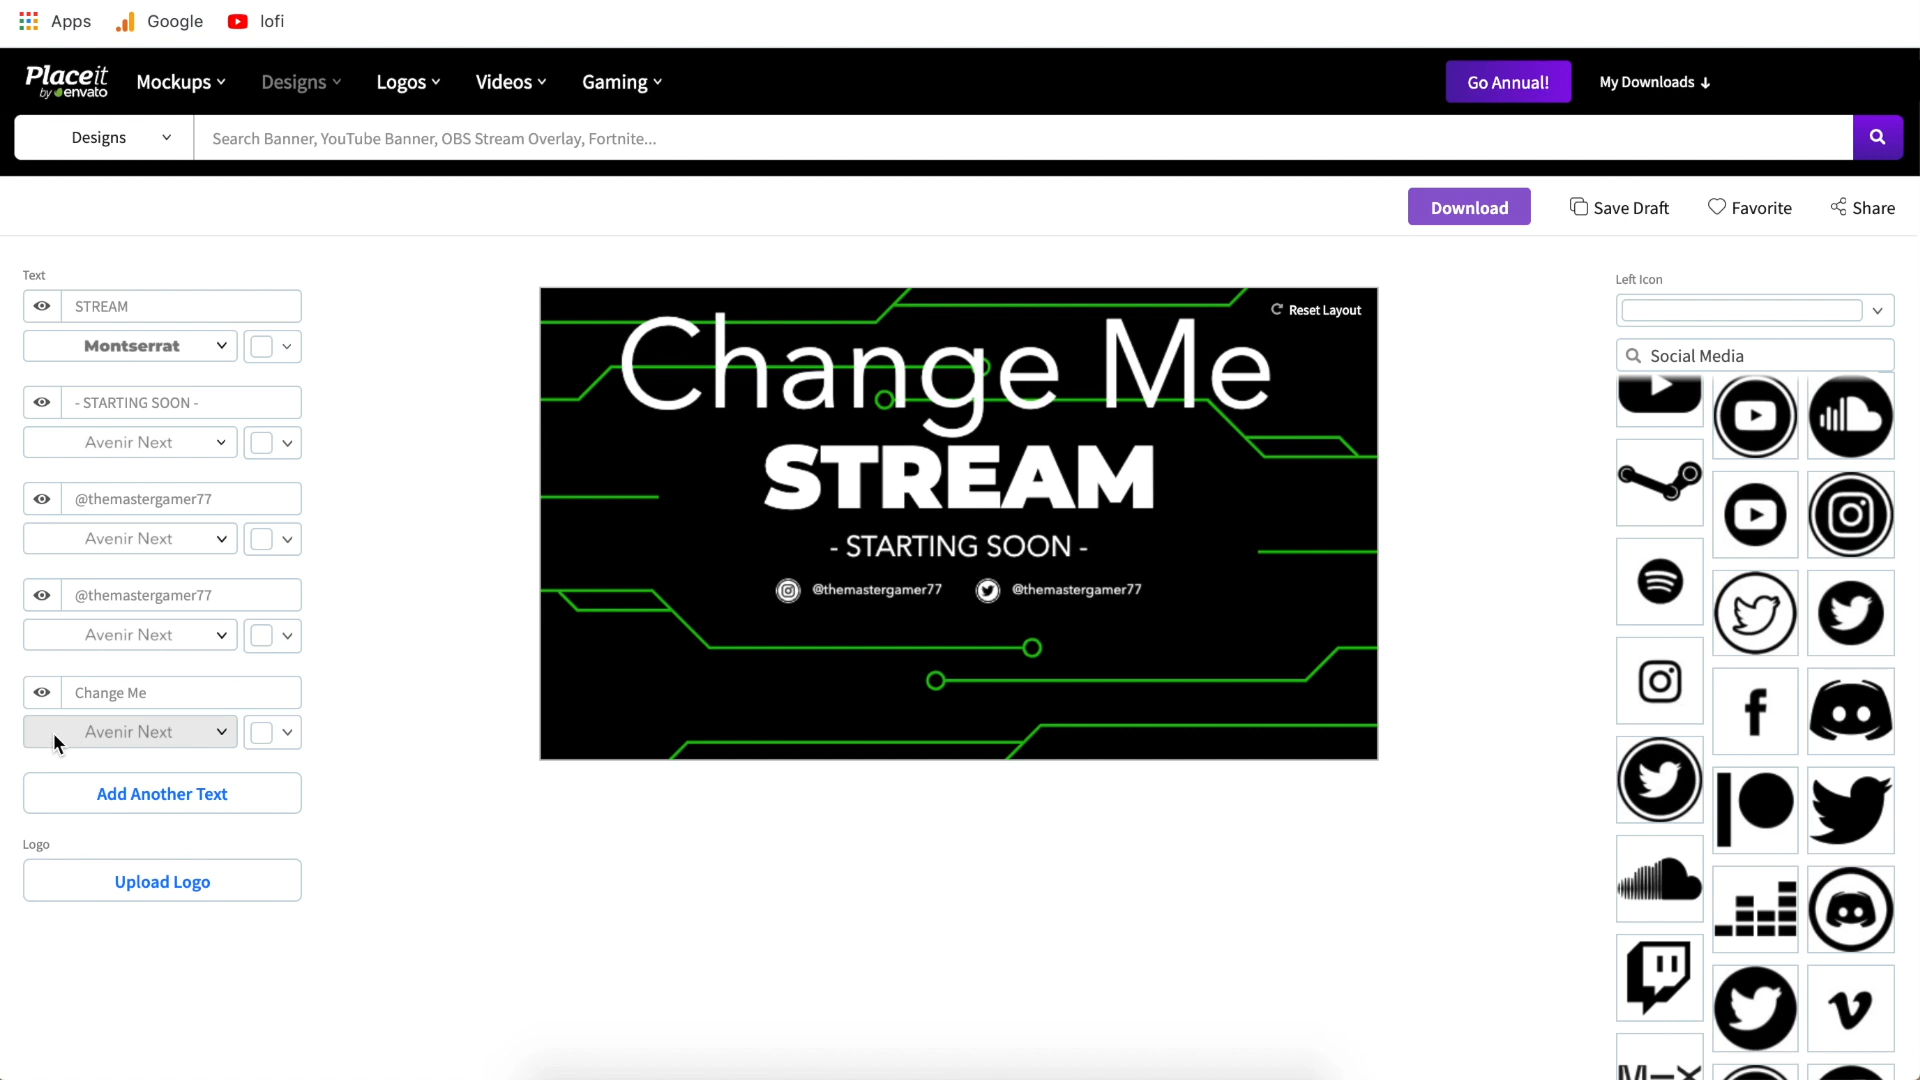 Apps Google lofi
Placeit Mockups Designs Logos Videos Gaming Go Annual! My Downloads
by envato
Designs Search Banner, YouTube Banner, OBS Stream Overlay, Fortnite...
Download Save Draft Favorite Share
Text
STREAM
Montserrat
- STARTING SOON -
Avenir Next
@themastergamer77
Avenir Next
@themastergamer77
Avenir Next
Change Me
Avenir Next
Add Another Text
Logo
Upload Logo
Reset Layout
Change Me
STREAM
- STARTING SOON -
@themastergamer77 @themastergamer77
Left Icon
Social Media